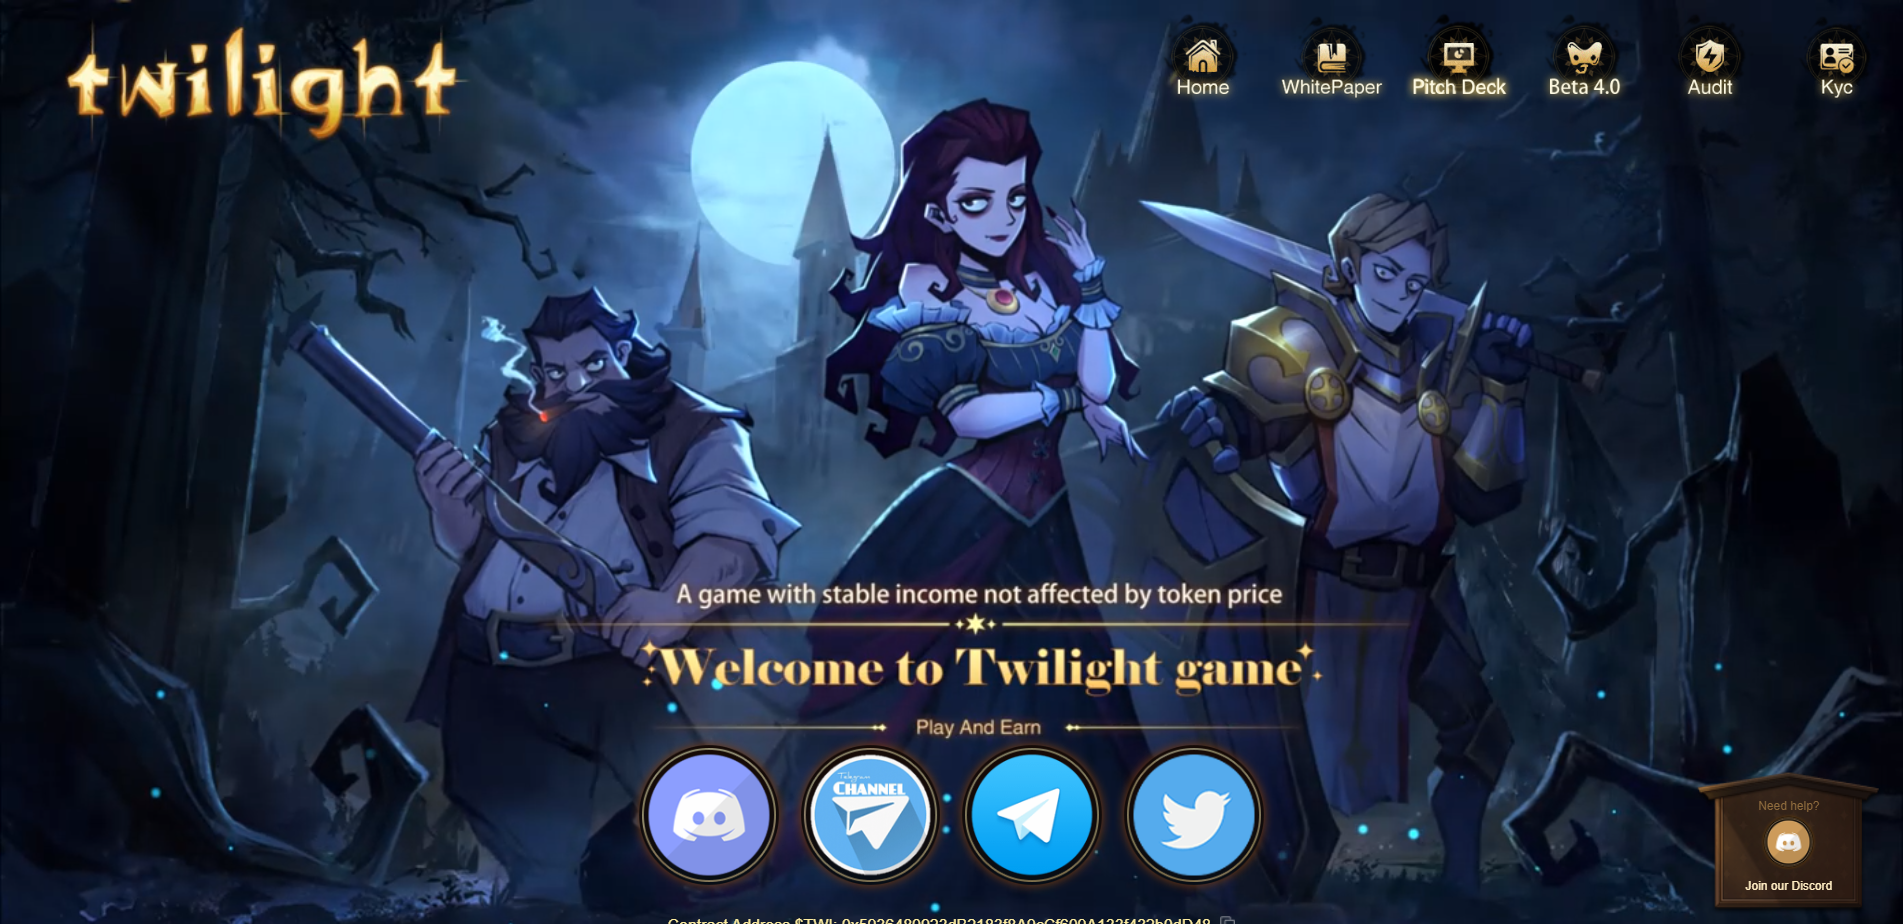 twilight
Home
WhitePaper
Pitch Deck
Beta 4.0
Audit
Kyc
A game with stable income not affected by token price
Welcome to Twilight game
Play And Earn
Telegram
CHANNEL
Need help?
Join our Discord
Contract Address $TWL: